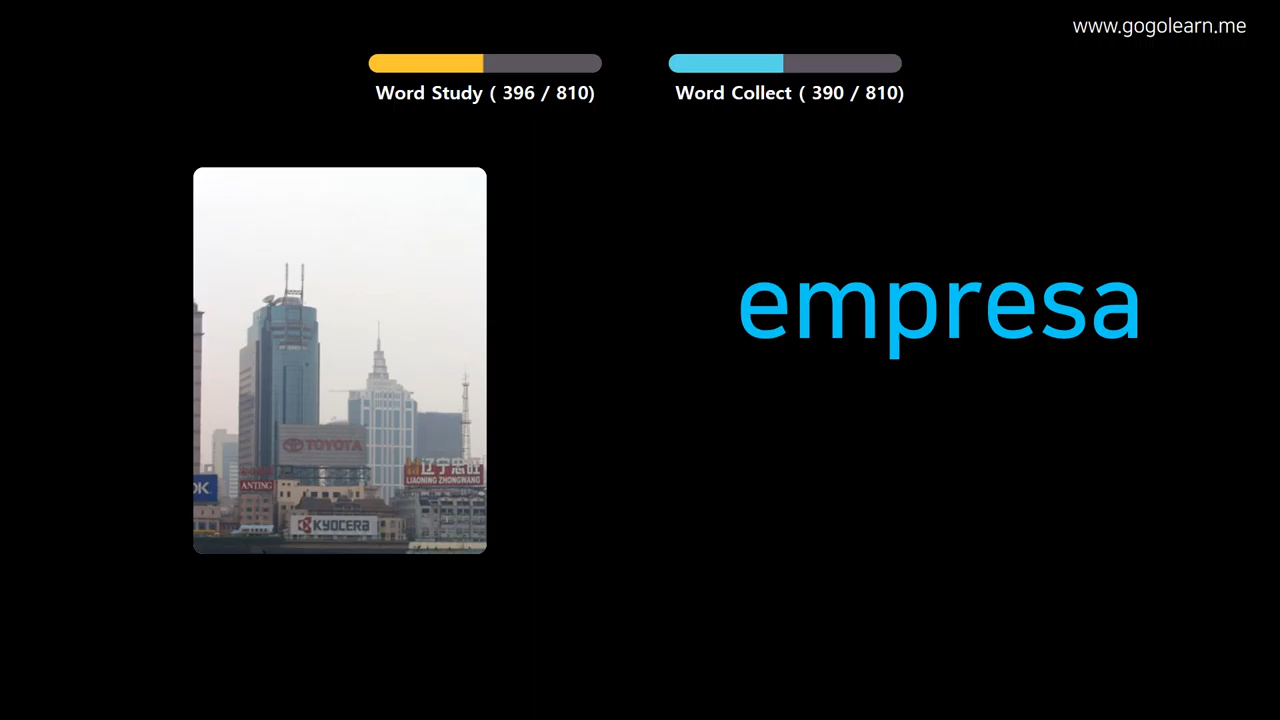 www.gogolearn.me
Word Study ( 396 / 810)
Word Collect ( 390 / 810)
empresa
TOYOTA
辽宁忠旺
LIAONING ZHONGWANG
OK
ANTING
KYOCERA